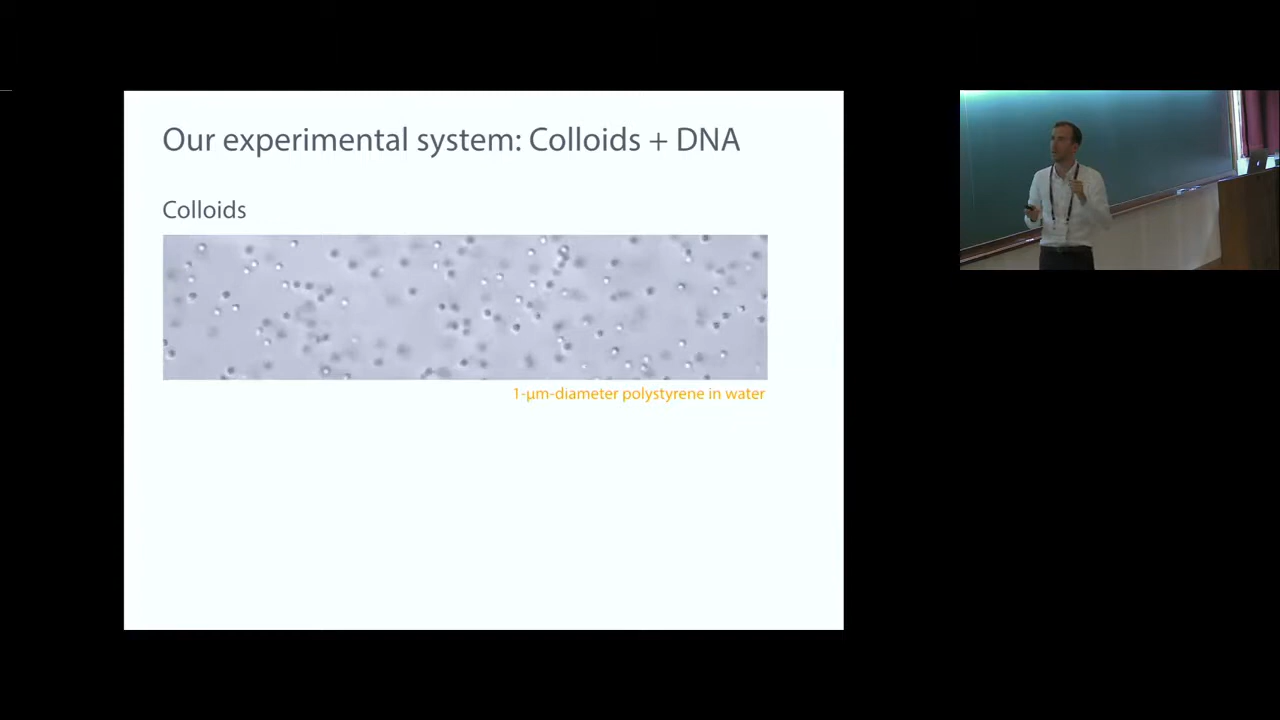 Our experimental system: Colloids + DNA
Colloids
1-μm-diameter polystyrene in water